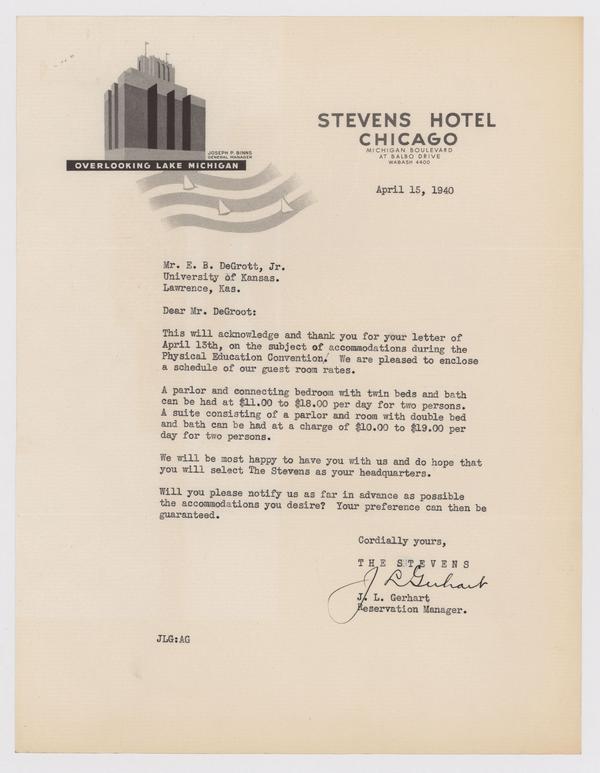 STEVENS HOTEL
CHICAGO
MICHIGAN BOULEVARD
AT BALBO DRIVE
WABASH 4400
JOSEPH P. BINNS
GENERAL MANAGER
OVERLOOKING LAKE MICHIGAN
April 15, 1940
Mr. E. B. DeGrott, Jr.
University of Kansas.
Lawrence, Kas.
Dear Mr. DeGroot:
This will acknowledge and thank you for your letter of
April 13th, on the subject of accommodations during the
Physical Education Convention. We are pleased to enclose
a schedule of our guest room rates.
A parlor and connecting bedroom with twin beds and bath
can be had at $11.00 to $18.00 per day for two persons.
A suite consisting of a parlor and room with double bed
and bath can be had at a charge of $10.00 to $19.00 per
day for two persons.
We will be most happy to have you with us and do hope that
you will select The Stevens as your headquarters.
Will you please notify us as far in advance as possible
the accommodations you desire? Your preference can then be
guaranteed.
Cordially yours,
THE STEVENS
J L Gerhart
J. L. Gerhart
Reservation Manager.
JLG:AG